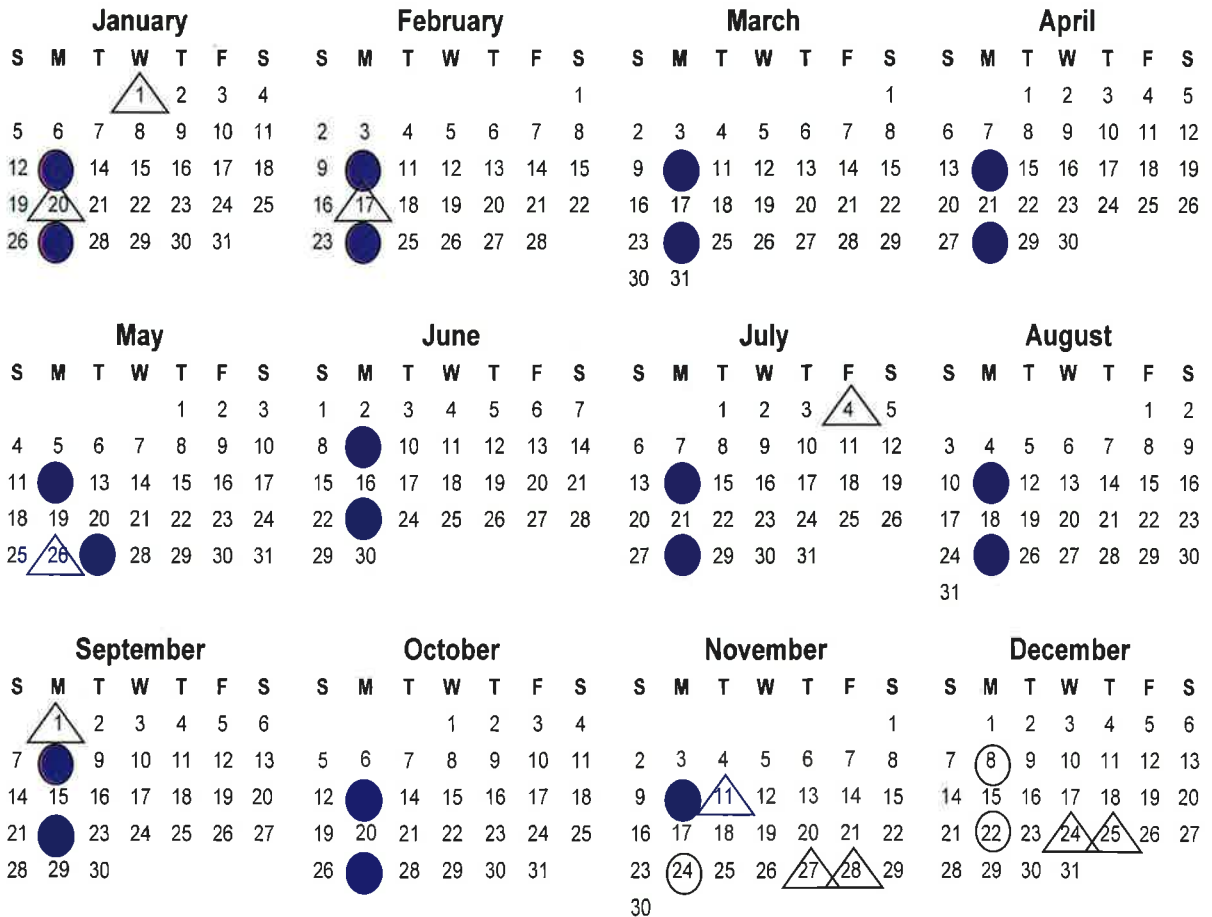 January February March April
S M T W T F S S M T W T F S S M T W T F S S M T W T F S
1 2 3 4 1 1 1 2 3 4 5
5 6 7 8 9 10 11 2 3 4 5 6 7 8 2 3 4 5 6 7 8 6 7 8 9 10 11 12
12 14 15 16 17 18 9 11 12 13 14 15 9 11 12 13 14 15 13 15 16 17 18 19
19 20 21 22 23 24 25 16 17 18 19 20 21 22 16 17 18 19 20 21 22 20 21 22 23 24 25 26
26 28 29 30 31 23 25 26 27 28 23 25 26 27 28 29 27 29 30
30 31
May June July August
S M T W T F S S M T W T F S S M T W T F S S M T W T F S
1 2 3 1 2 3 4 5 6 7 1 2 3 4 5 1 2
4 5 6 7 8 9 10 8 10 11 12 13 14 6 7 8 9 10 11 12 3 4 5 6 7 8 9
11 13 14 15 16 17 15 16 17 18 19 20 21 13 15 16 17 18 19 10 12 13 14 15 16
18 19 20 21 22 23 24 22 24 25 26 27 28 20 21 22 23 24 25 26 17 18 19 20 21 22 23
25 26 28 29 30 31 29 30 27 29 30 31 24 26 27 28 29 30
31
September October November December
S M T W T F S S M T W T F S S M T W T F S S M T W T F S
1 2 3 4 5 6 1 2 3 4 1 1 2 3 4 5 6
7 9 10 11 12 13 5 6 7 8 9 10 11 2 3 4 5 6 7 8 7 8 9 10 11 12 13
14 15 16 17 18 19 20 12 14 15 16 17 18 9 11 12 13 14 15 14 15 16 17 18 19 20
21 23 24 25 26 27 19 20 21 22 23 24 25 16 17 18 19 20 21 22 21 22 23 24 25 26 27
28 29 30 26 28 29 30 31 23 24 25 26 27 28 29 28 29 30 31
30